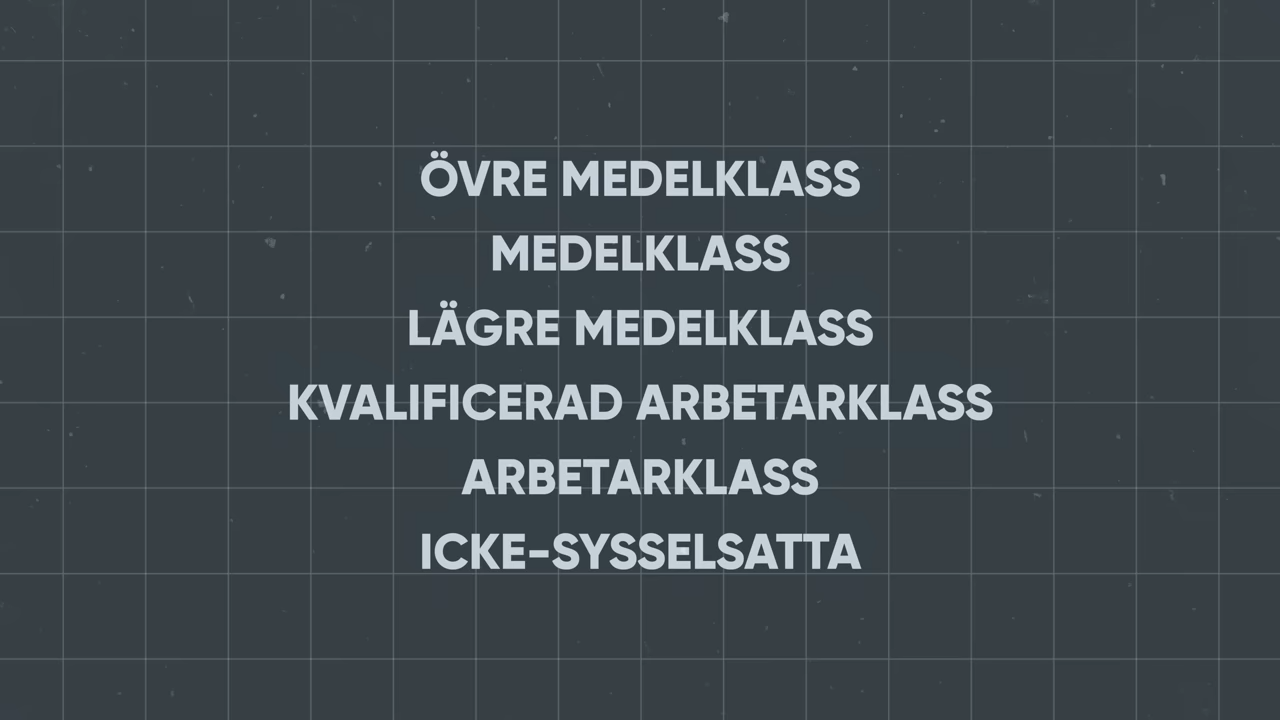 ÖVRE MEDELKLASS
MEDELKLASS
LÄGRE MEDELKLASS
KVALIFICERAD ARBETARKLASS
ARBETARKLASS
ICKE-SYSSELSATTA